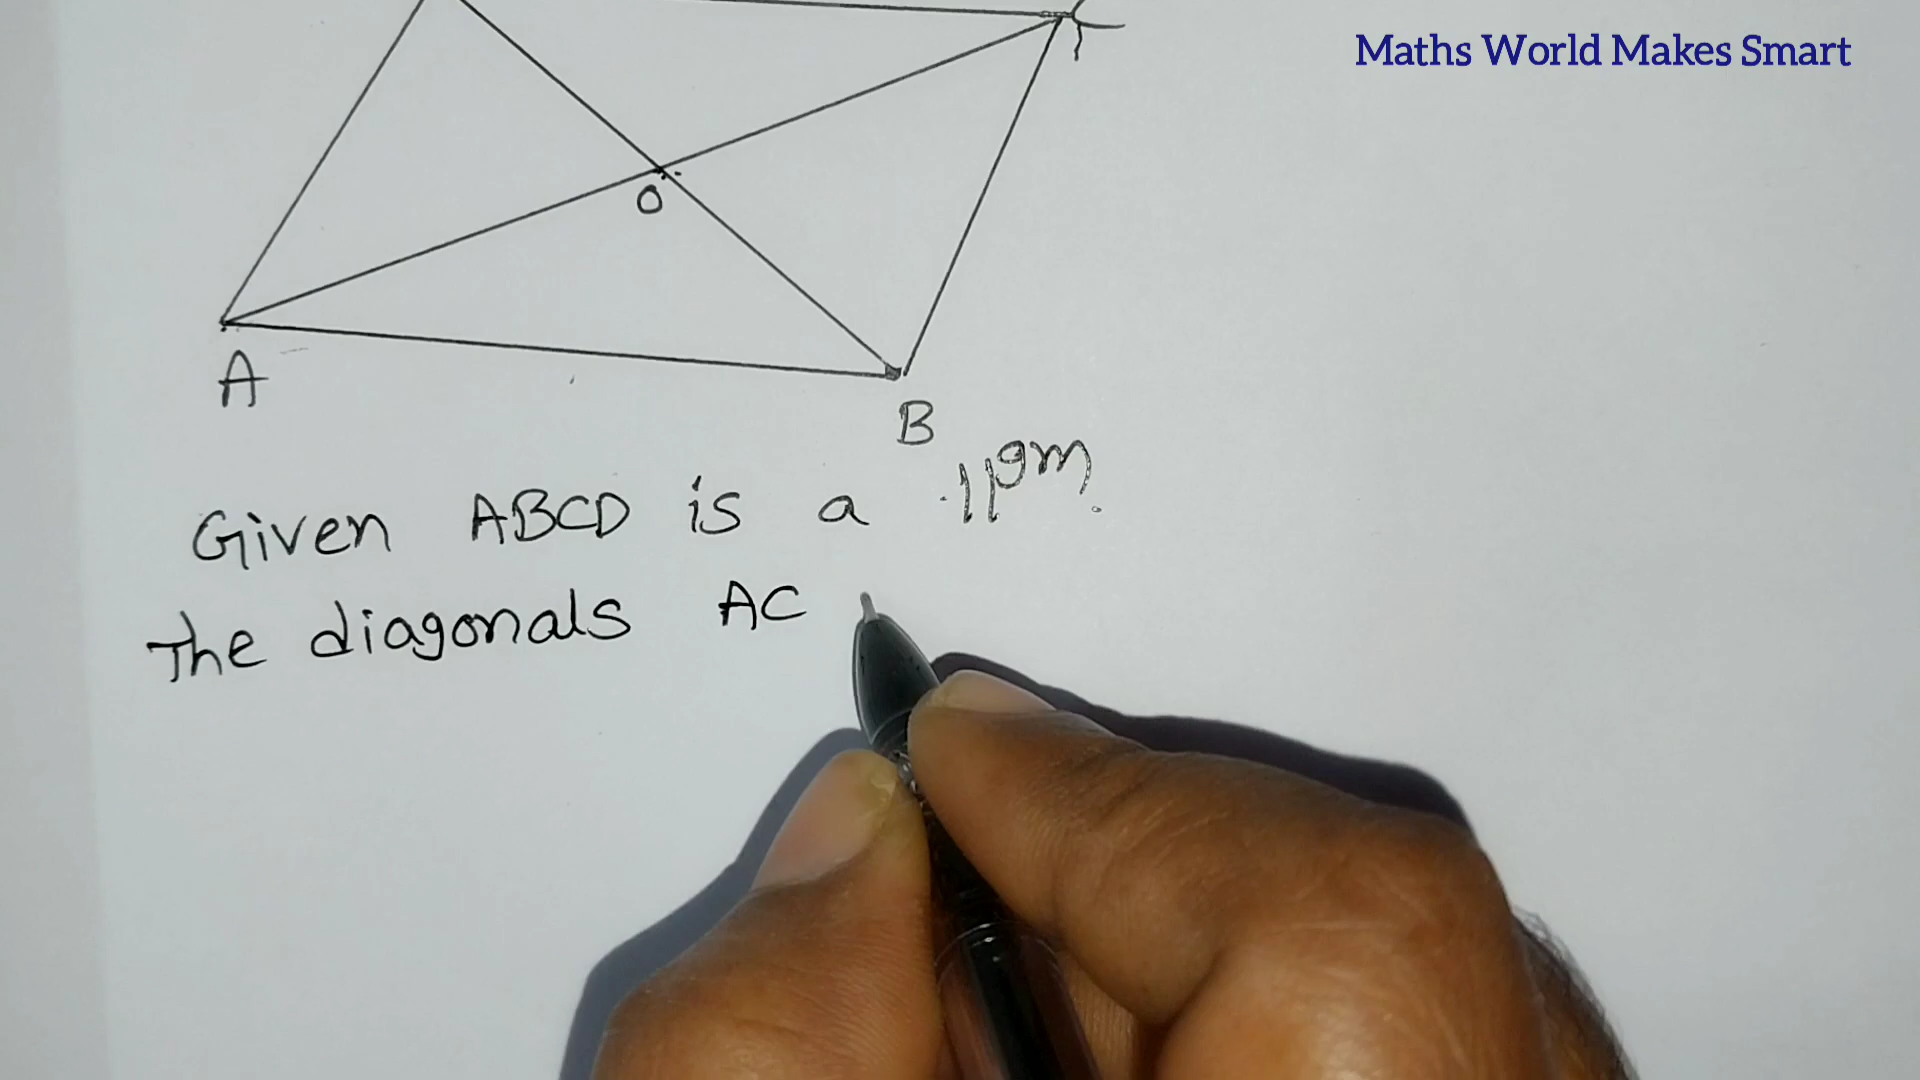 Maths World Makes Smart
O
A
B
Given ABCD is a ||gm.
The diagonals AC